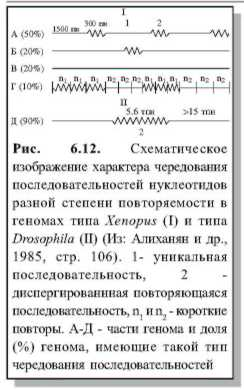 I
1500 пн 300 пн 1 2
А (50%)
Б (20%)
В (20%)
Г (10%) n₁ n₁ n₁ n₂ n₂ n₂ n₁ n₁ n₁ n₂ n₂ n₂
II
5.6 тпн >15 тпн
Д (90%)
2
Рис. 6.12. Схематическое
изображение характера чередования
последовательностей нуклеотидов
разной степени повторяемости в
геномах типа Xenopus (I) и типа
Drosophila (II) (Из: Алиханян и др.,
1985, стр. 106). 1- уникальная
последовательность, 2 -
диспергированнная повторяющаяся
последовательность, n₁ и n₂ - короткие
повторы. А-Д - части генома и доля
(%) генома, имеющие такой тип
чередования последовательностей